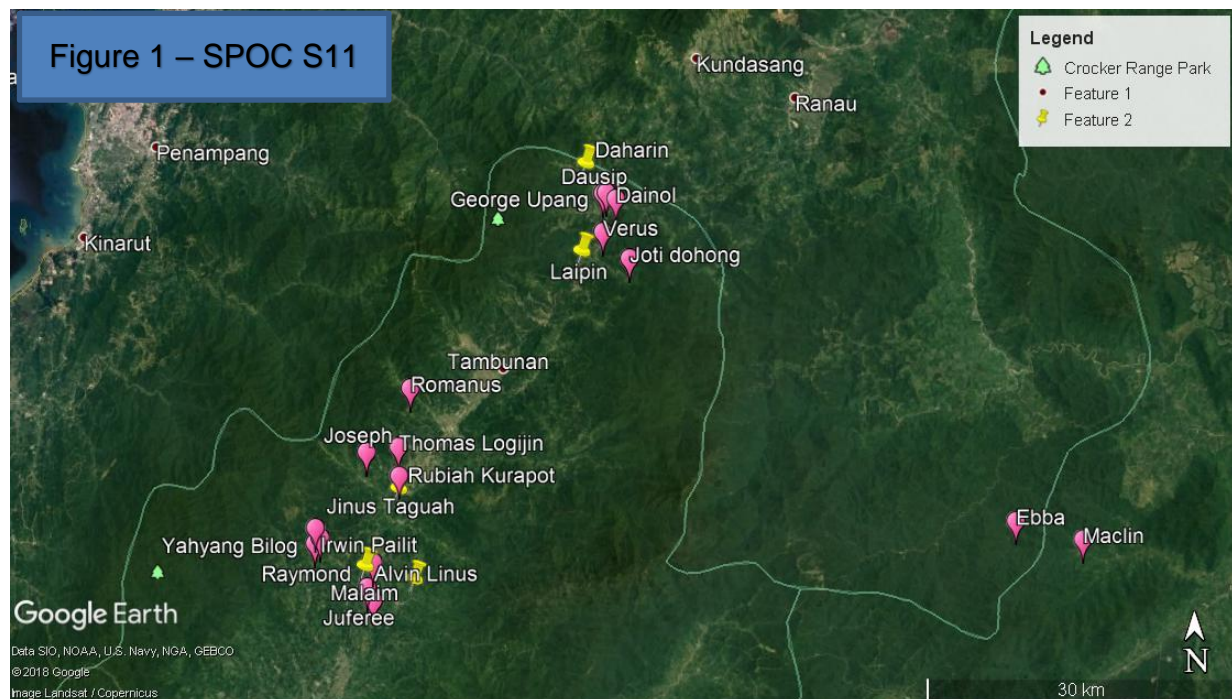 Figure 1 – SPOC S11
Legend
Crocker Range Park
Feature 1
Feature 2
Kundasang
Ranau
Penampang
Daharin
Dausip
George Upang
Dainol
Kinarut
Verus
Joti dohong
Laipin
Tambunan
Romanus
Joseph
Thomas Logijin
Rubiah Kurapot
Jinus Taguah
Ebba
Yahyang Bilog
Irwin Pailit
Maclin
Raymond
Alvin Linus
Malaim
Juferee
Google Earth
Data SIO, NOAA, U.S. Navy, NGA, GEBCO
©2018 Google
Image Landsat / Copernicus
N
30 km